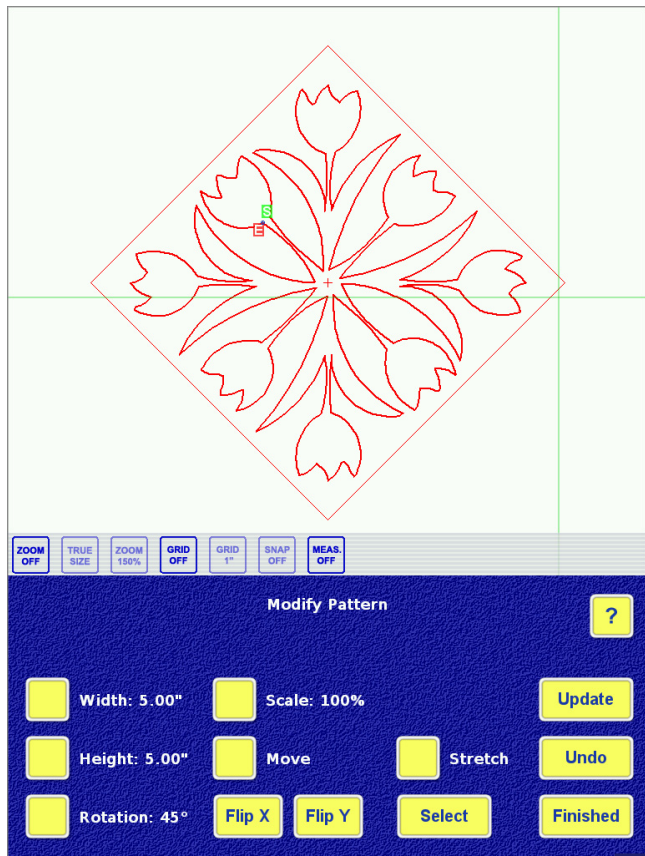 S
E
ZOOM OFF
TRUE SIZE
ZOOM 150%
GRID OFF
GRID 1"
SNAP OFF
MEAS. OFF
Modify Pattern
?
Width: 5.00"
Scale: 100%
Update
Height: 5.00"
Move
Stretch
Undo
Rotation: 45°
Flip X
Flip Y
Select
Finished